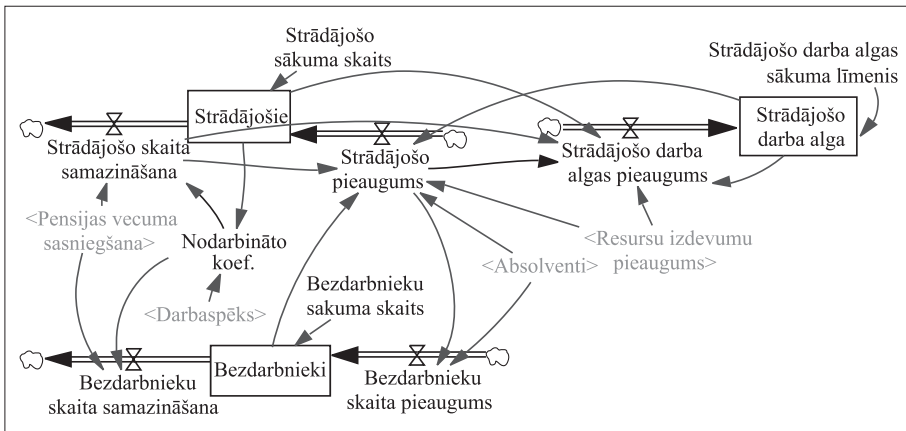 Strādājošo
sākuma skaits
Strādājošo darba algas
sākuma līmenis
Strādājošie
Strādājošo
darba alga
Strādājošo skaita
samazināšana
Strādājošo
pieaugums
Strādājošo darba
algas pieaugums
<Pensijas vecuma
sasniegšana>
Nodarbināto
koef.
<Resursu izdevumu
pieaugums>
<Absolventi>
<Darbaspēks>
Bezdarbnieku
sakuma skaits
Bezdarbnieki
Bezdarbnieku
skaita samazināšana
Bezdarbnieku
skaita pieaugums